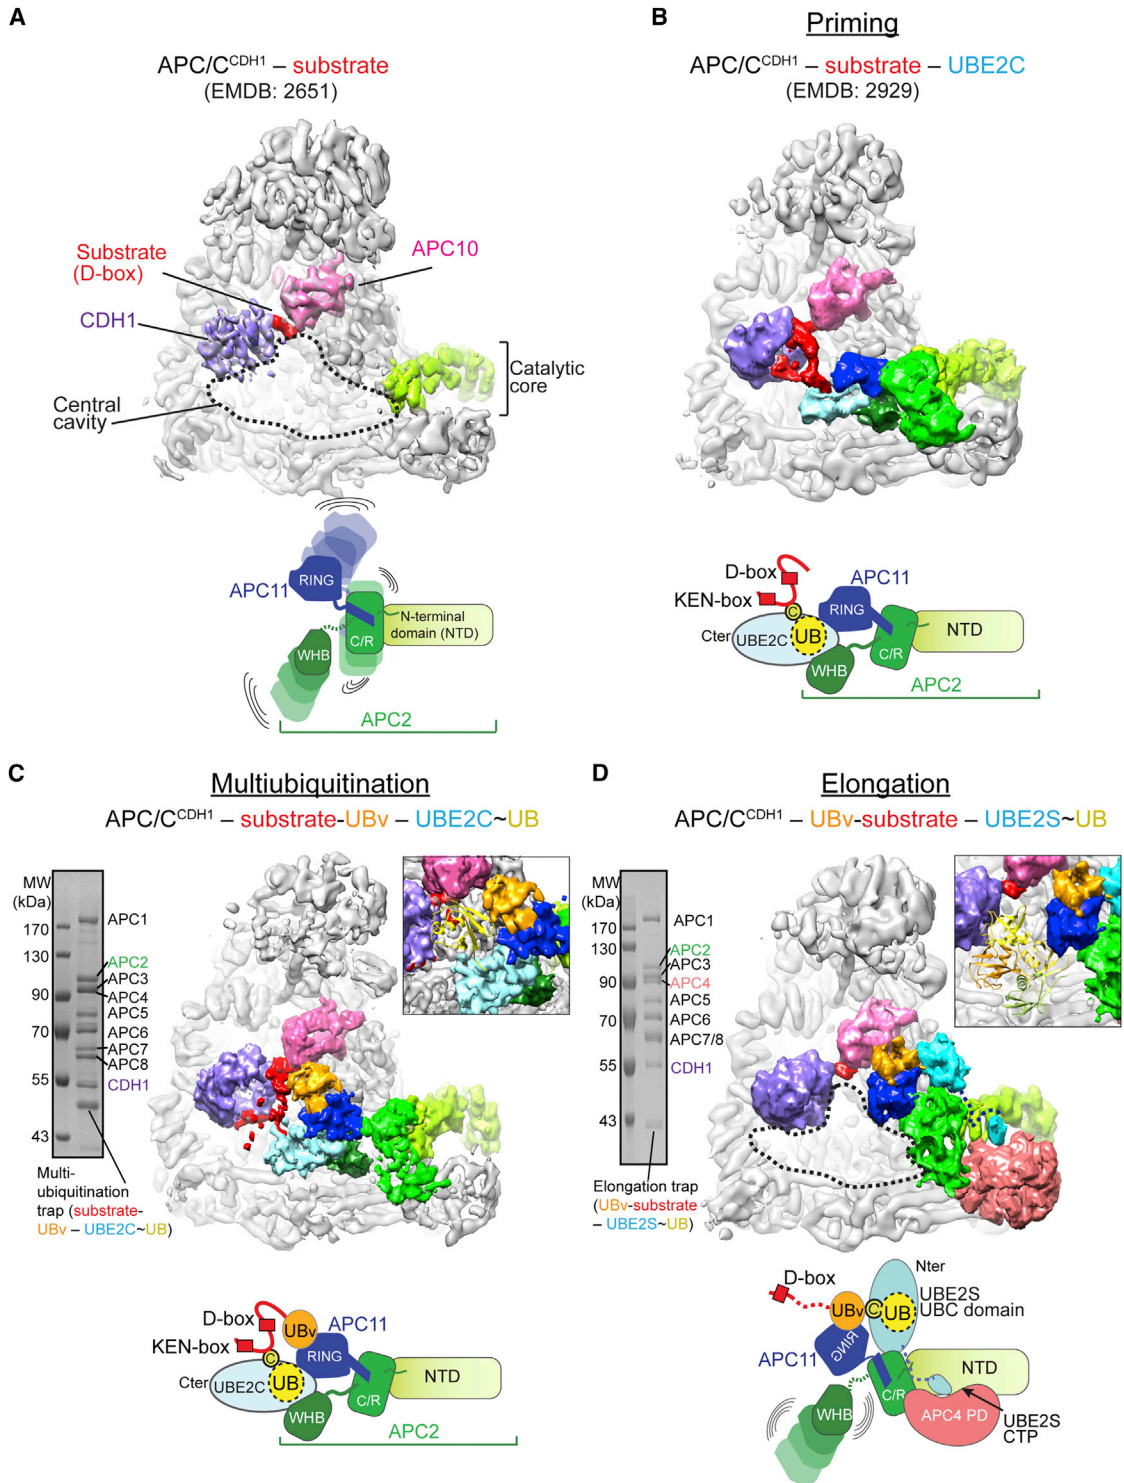 A
APC/C^CDH1 – substrate
(EMDB: 2651)
Substrate
(D-box)
APC10
CDH1
Catalytic
core
Central
cavity
APC11
RING
N-terminal
domain (NTD)
C/R
WHB
APC2
B
Priming
APC/C^CDH1 – substrate – UBE2C
(EMDB: 2929)
D-box
APC11
KEN-box
C
RING
Cter
UBE2C
UB
NTD
C/R
WHB
APC2
C
Multiubiquitination
APC/C^CDH1 – substrate-UBv – UBE2C~UB
MW
(kDa)
170
130
90
70
55
43
APC1
APC2
APC3
APC4
APC5
APC6
APC7
APC8
CDH1
Multi-
ubiquitination
trap (substrate-
UBv – UBE2C~UB)
D-box
UBv
APC11
KEN-box
C
RING
Cter
UBE2C
UB
NTD
C/R
WHB
APC2
D
Elongation
APC/C^CDH1 – UBv-substrate – UBE2S~UB
MW
(kDa)
170
130
90
70
55
43
APC1
APC2
APC3
APC4
APC5
APC6
APC7/8
CDH1
Elongation trap
(UBv-substrate
– UBE2S~UB)
Nter
D-box
UBE2S
UBC domain
UBv
C
UB
RING
APC11
NTD
C/R
WHB
APC4 PD
UBE2S
CTP